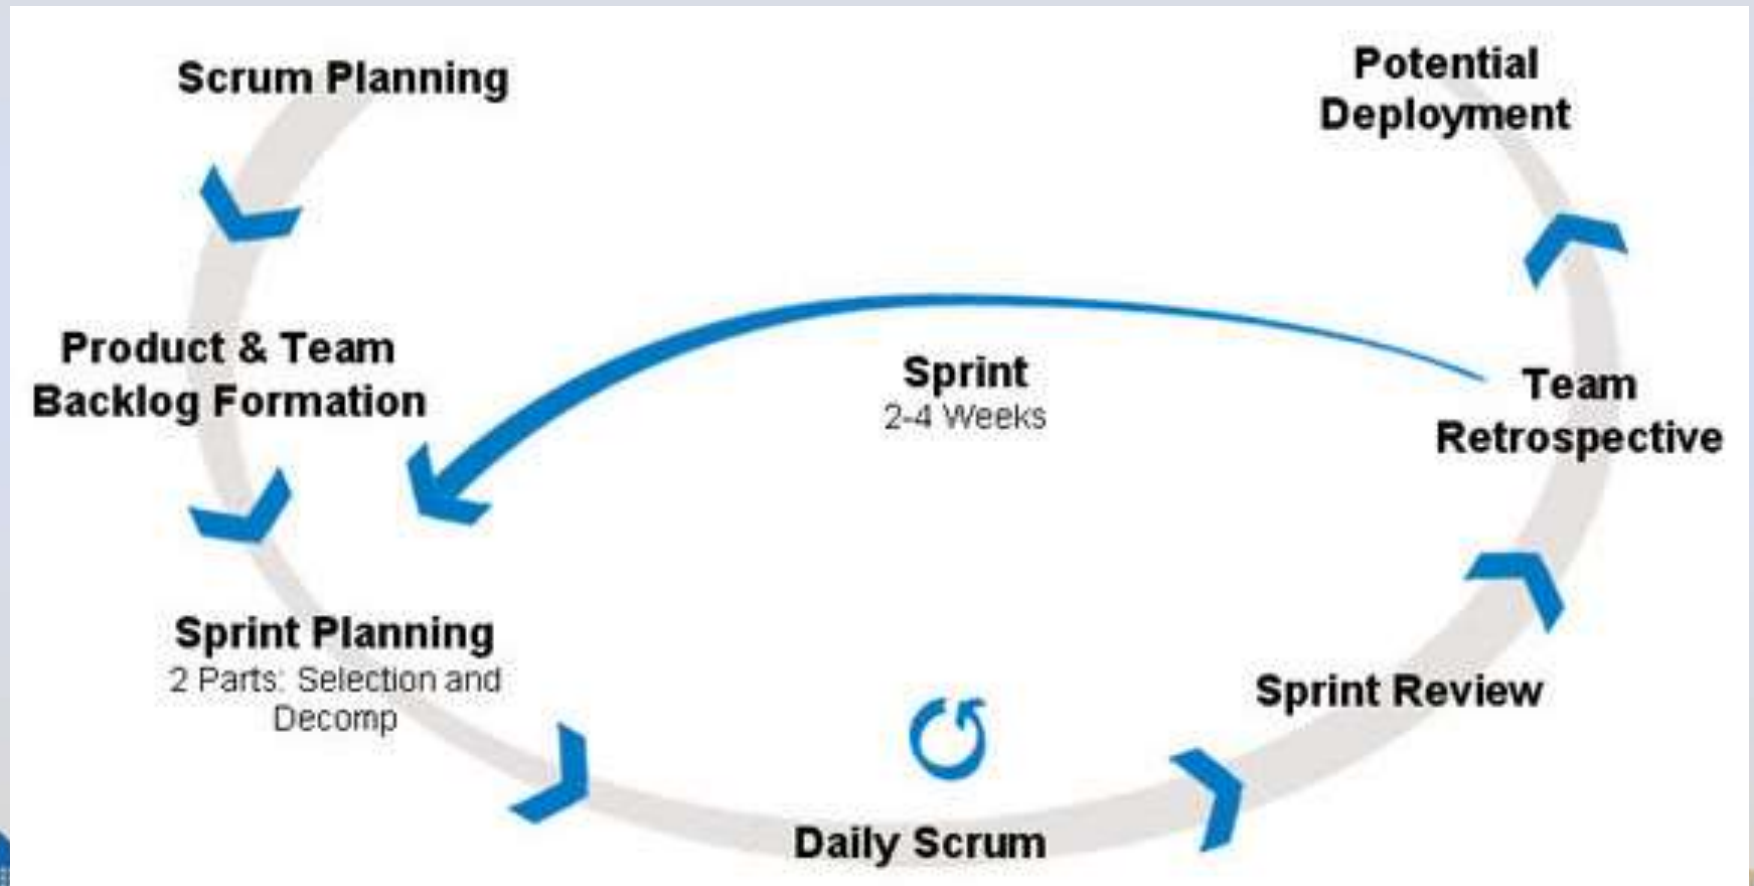 Scrum Planning
Product & Team
Backlog Formation
Sprint Planning
2 Parts: Selection and
Decomp
Daily Scrum
Sprint Review
Team
Retrospective
Potential
Deployment
Sprint
2-4 Weeks